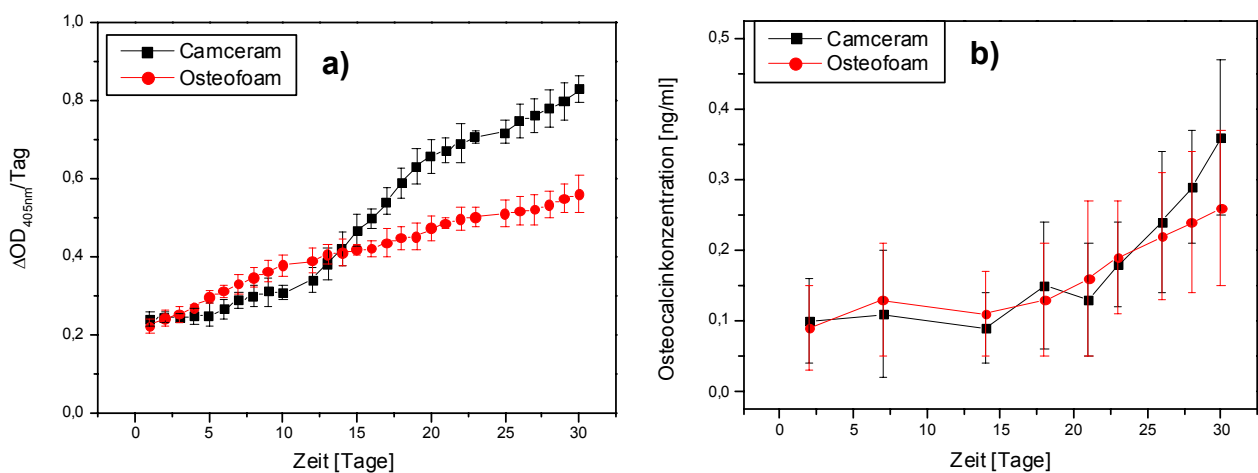 Camceram
Osteofoam
a)
1,0
0,8
0,6
0,4
0,2
0,0
ΔOD405nm/Tag
0 5 10 15 20 25 30
Zeit [Tage]
Camceram
Osteofoam
b)
0,5
0,4
0,3
0,2
0,1
0,0
Osteocalcinkonzentration [ng/ml]
0 5 10 15 20 25 30
Zeit [Tage]